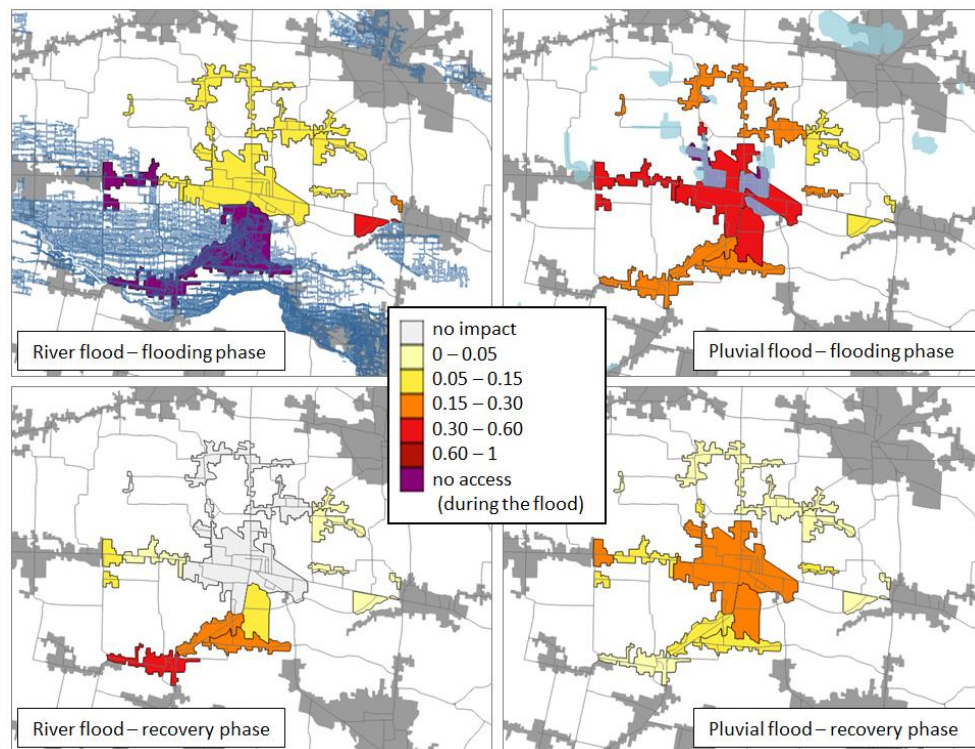 River flood – flooding phase
Pluvial flood – flooding phase
no impact
0 – 0.05
0.05 – 0.15
0.15 – 0.30
0.30 – 0.60
0.60 – 1
no access
(during the flood)
River flood – recovery phase
Pluvial flood – recovery phase